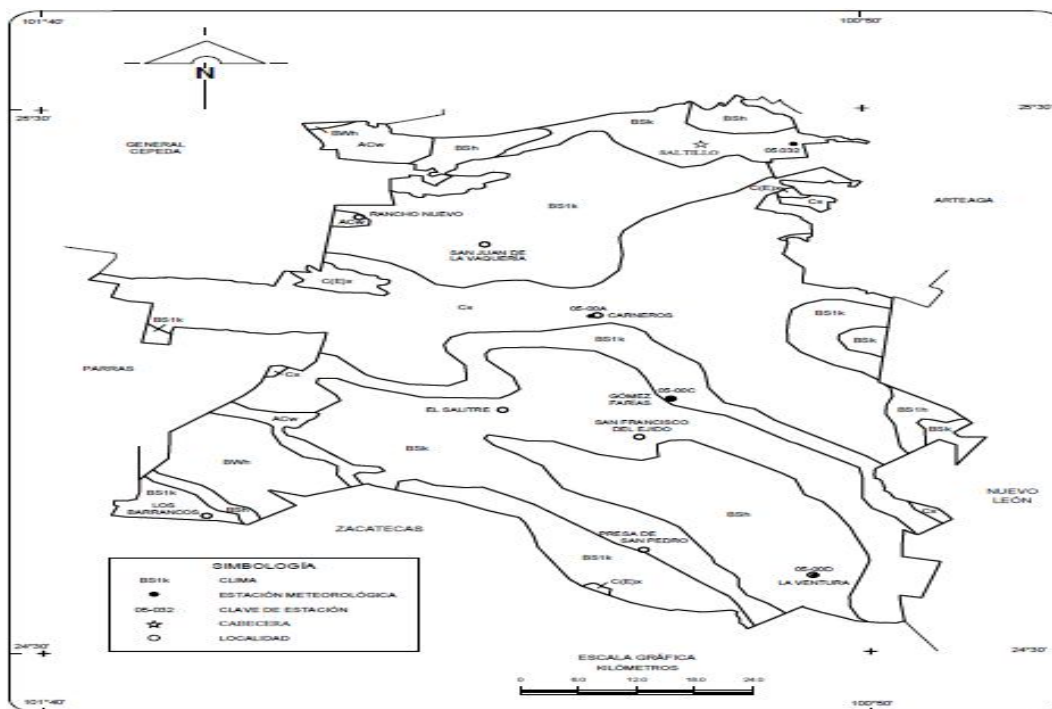 101°40'
100°50'
N
25°30'
25°30'
BWh
ACw
BSh
BSk
BSh
SALTILLO
05-032
GENERAL
CEPEDA
C(E)x
Cx
ARTEAGA
BS1k
ACw
RANCHO NUEVO
SAN JUAN DE
LA VAQUERÍA
C(E)x
Cx
05-00A
CARNEROS
BS1k
BS1k
BS1k
BSk
PARRAS
Cx
05-00C
GÓMEZ
FARÍAS
EL SALITRE
ACw
SAN FRANCISCO
DEL EJIDO
BS1h
BSk
BSk
BWh
BS1k
LOS
BARRANCOS
BSh
NUEVO
LEÓN
Cx
BSh
ZACATECAS
PRESA DE
SAN PEDRO
BS1k
05-00D
LA VENTURA
C(E)x
SIMBOLOGÍA
BS1k CLIMA
ESTACIÓN METEOROLÓGICA
05-032 CLAVE DE ESTACIÓN
CABECERA
LOCALIDAD
24°30'
24°30'
ESCALA GRÁFICA
KILÓMETROS
0 6.0 12.0 18.0 24.0
101°40'
100°50'